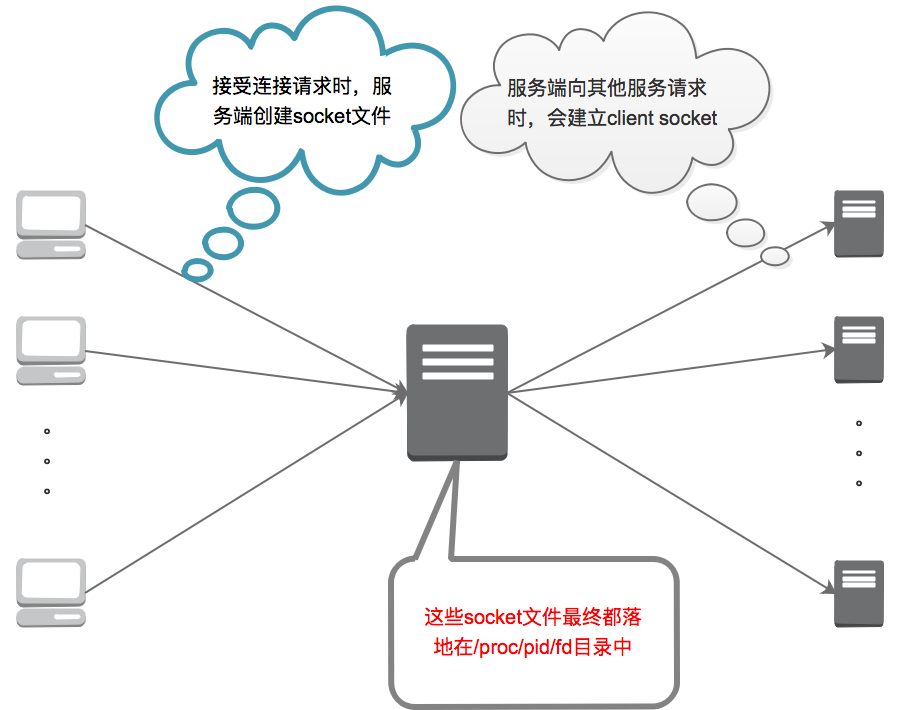 接受连接请求时，服
务端创建socket文件
服务端向其他服务请求
时，会建立client socket
这些socket文件最终都落
地在/proc/pid/fd目录中